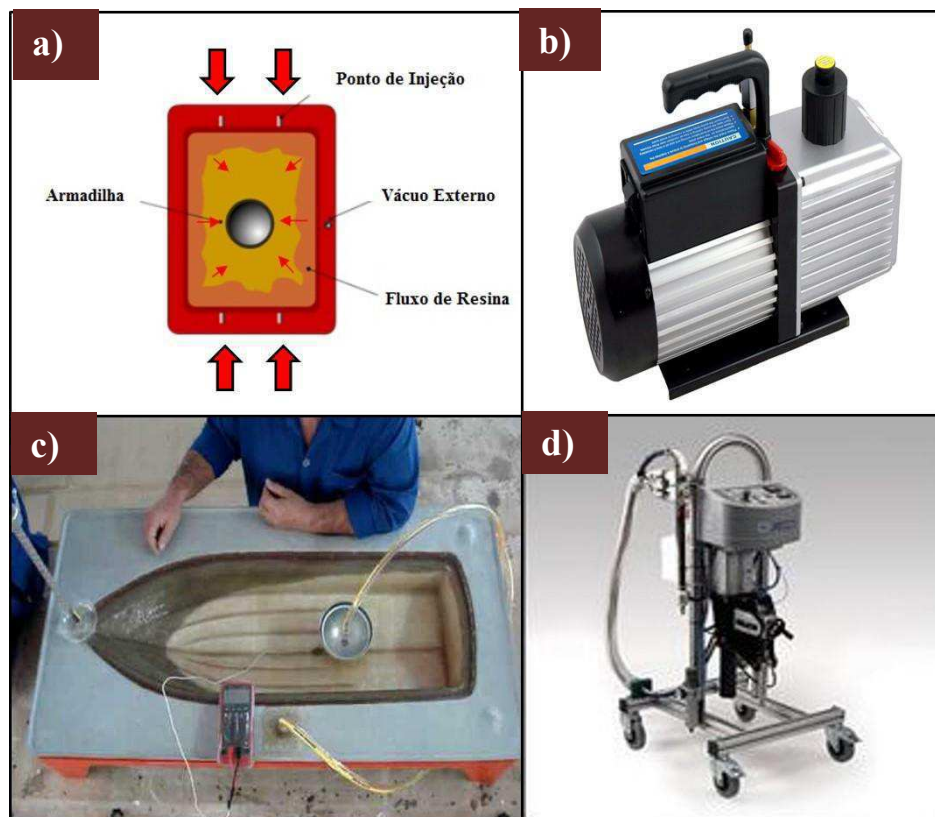 a)
Ponto de Injeção
Armadilha
Vácuo Externo
Fluxo de Resina
b)
CAUTION
c)
d)